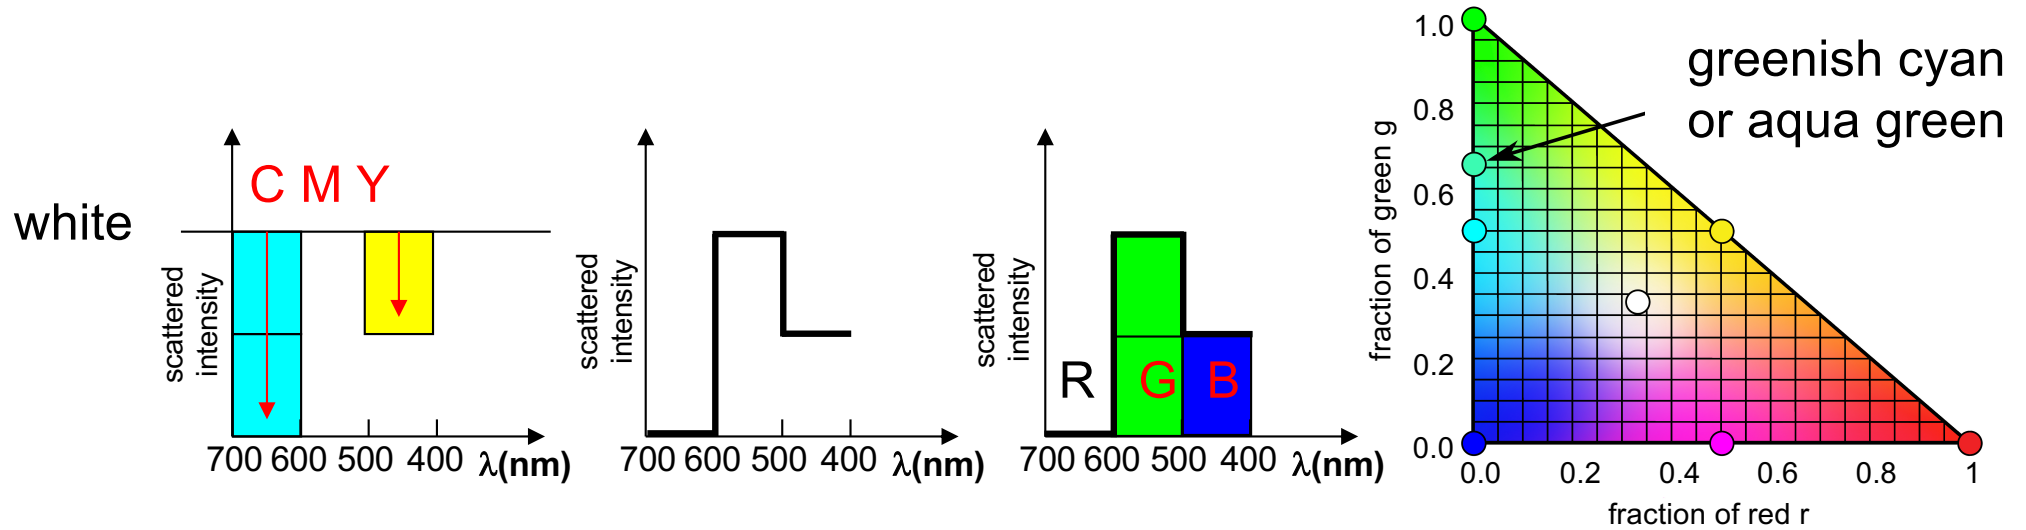 white
C M Y
scattered
intensity
700 600 500 400 λ(nm)
scattered
intensity
700 600 500 400 λ(nm)
scattered
intensity
R G B
700 600 500 400 λ(nm)
greenish cyan
or aqua green
fraction of green g
1.0
0.8
0.6
0.4
0.2
0.0
0.0 0.2 0.4 0.6 0.8 1
fraction of red r